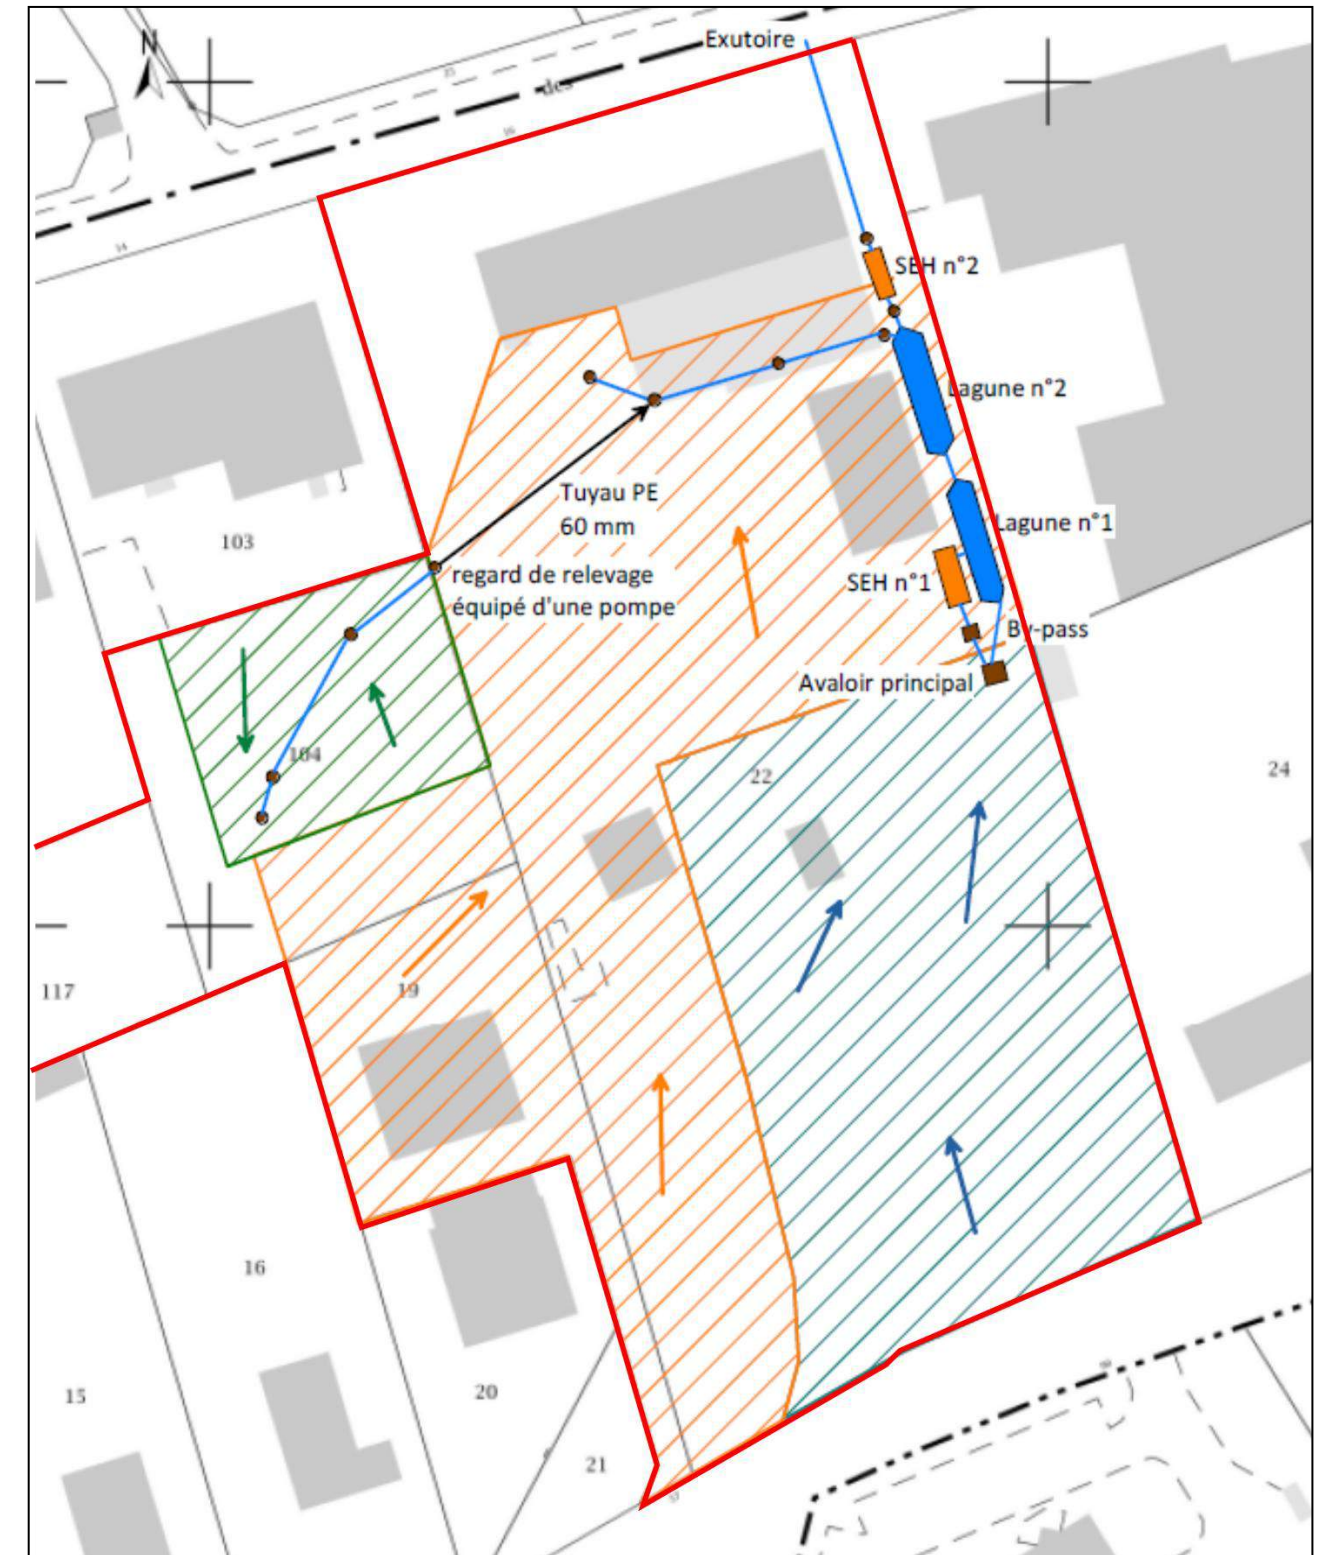 Exutoire
N
des
SEH n°2
Lagune n°2
Tuyau PE
60 mm
Lagune n°1
103
regard de relevage
équipé d'une pompe
SEH n°1
By-pass
Avaloir principal
104
22
24
117
19
16
15
20
21